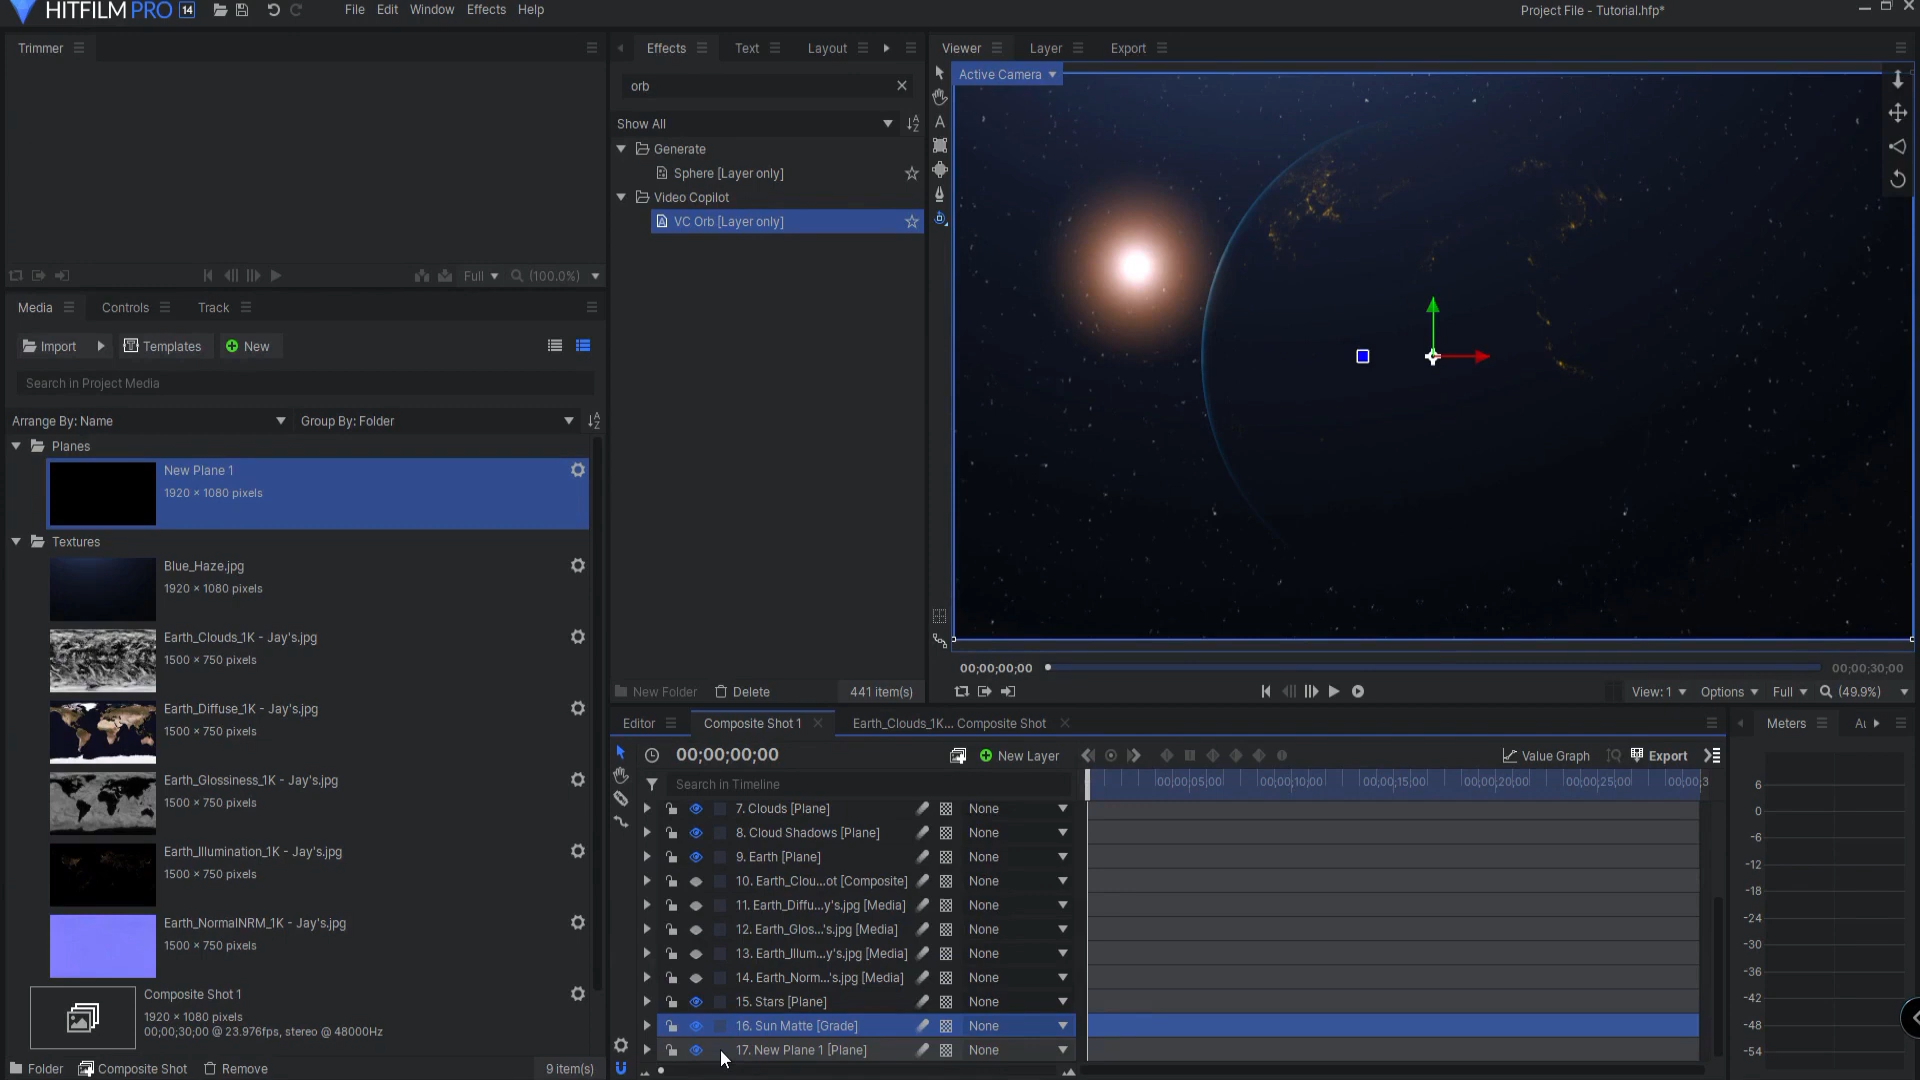 HITFILM PRO 14
File Edit Window Effects Help
Project File - Tutorial.hfp*
Trimmer
Full (100.0%)
Media Controls Track
Import Templates New
Search in Project Media
Arrange By: Name Group By: Folder
Planes
New Plane 1
1920 × 1080 pixels
Textures
Blue_Haze.jpg
1920 × 1080 pixels
Earth_Clouds_1K - Jay's.jpg
1500 × 750 pixels
Earth_Diffuse_1K - Jay's.jpg
1500 × 750 pixels
Earth_Glossiness_1K - Jay's.jpg
1500 × 750 pixels
Earth_Illumination_1K - Jay's.jpg
1500 × 750 pixels
Earth_NormalNRM_1K - Jay's.jpg
1500 × 750 pixels
Composite Shot 1
1920 × 1080 pixels
00;00;30;00 @ 23.976fps, stereo @ 48000Hz
Folder Composite Shot Remove 9 item(s)
Effects Text Layout
orb
Show All
Generate
Sphere [Layer only]
Video Copilot
VC Orb [Layer only]
New Folder Delete 441 item(s)
Viewer Layer Export
Active Camera
00;00;00;00 00;00;30;00
View: 1 Options Full (49.9%)
Editor Composite Shot 1 Earth_Clouds_1K... Composite Shot
00;00;00;00 New Layer Value Graph Export
Search in Timeline
00;00;05;00 00;00;10;00 00;00;15;00 00;00;20;00 00;00;25;00 00;00;3
7. Clouds [Plane] None
8. Cloud Shadows [Plane] None
9. Earth [Plane] None
10. Earth_Clou...ot [Composite] None
11. Earth_Diffu...y's.jpg [Media] None
12. Earth_Glos...'s.jpg [Media] None
13. Earth_Illum...y's.jpg [Media] None
14. Earth_Norm...'s.jpg [Media] None
15. Stars [Plane] None
16. Sun Matte [Grade] None
17. New Plane 1 [Plane] None
Meters
6
0
-6
-12
-18
-24
-30
-36
-42
-48
-54